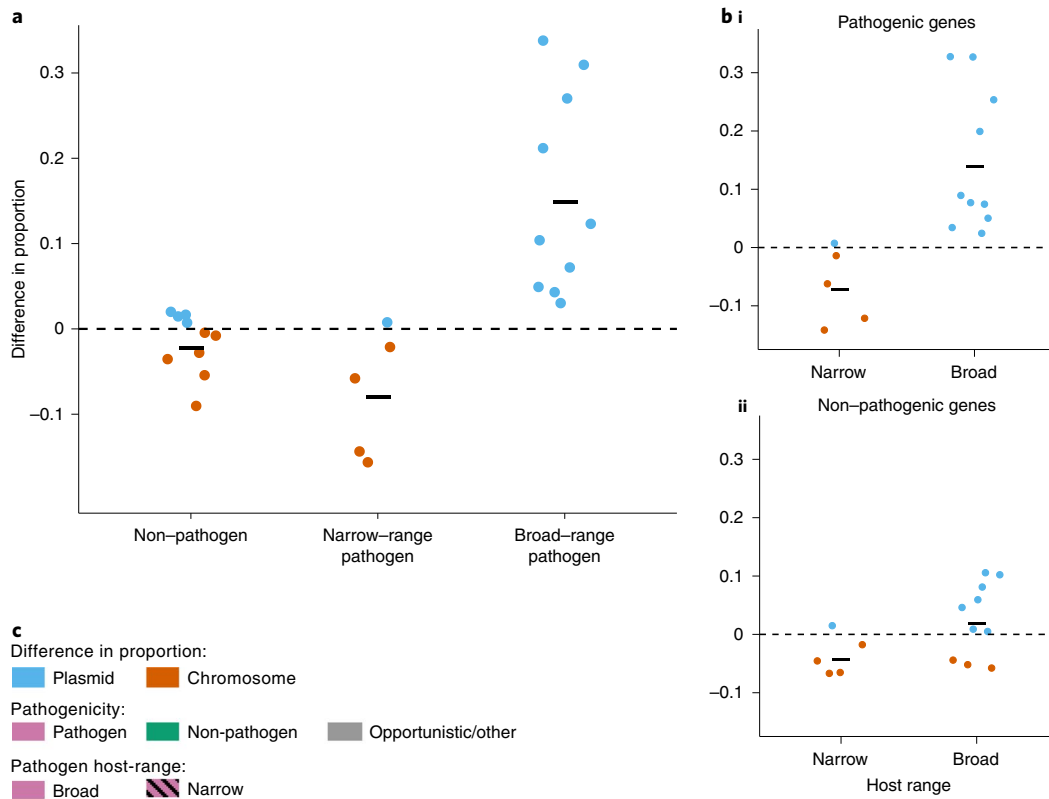 a
Difference in proportion
0.3
0.2
0.1
0
–0.1
Non–pathogen
Narrow–range
pathogen
Broad–range
pathogen
b i
Pathogenic genes
0.3
0.2
0.1
0
–0.1
Narrow
Broad
ii
Non–pathogenic genes
0.3
0.2
0.1
0
–0.1
Narrow
Broad
Host range
c
Difference in proportion:
Plasmid
Chromosome
Pathogenicity:
Pathogen
Non-pathogen
Opportunistic/other
Pathogen host-range:
Broad
Narrow